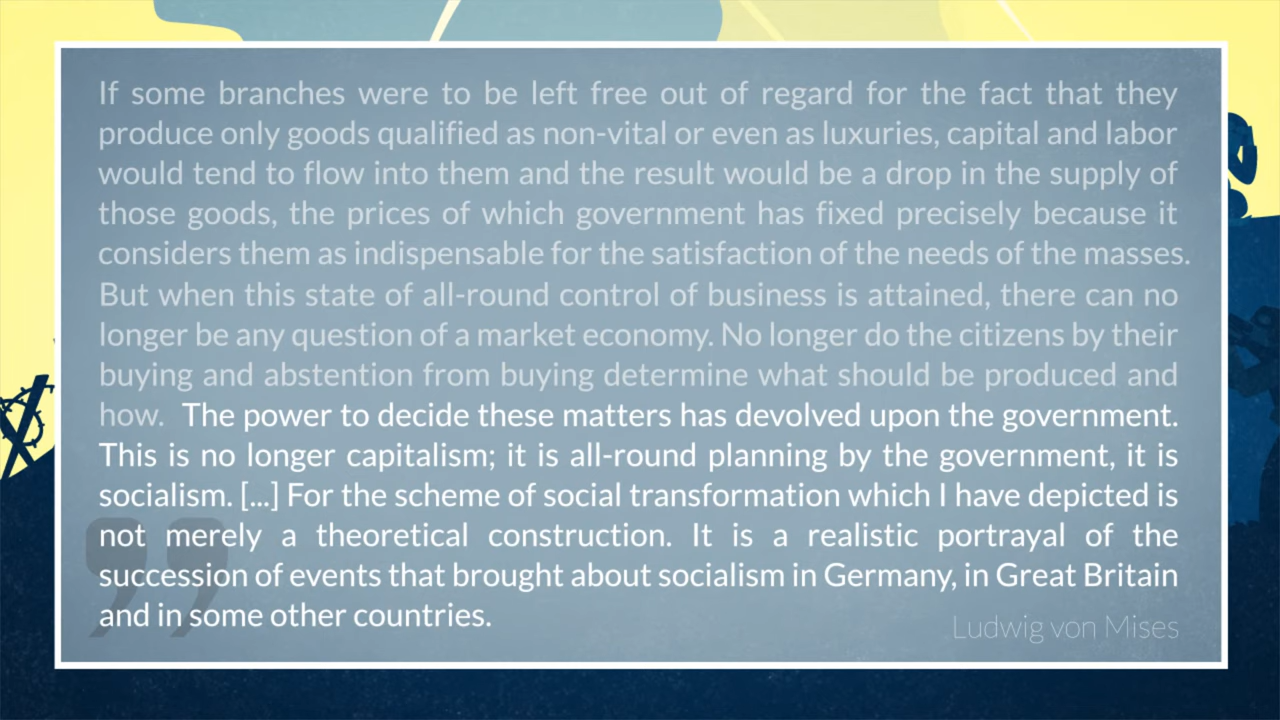 If some branches were to be left free out of regard for the fact that they
produce only goods qualified as non-vital or even as luxuries, capital and labor
would tend to flow into them and the result would be a drop in the supply of
those goods, the prices of which government has fixed precisely because it
considers them as indispensable for the satisfaction of the needs of the masses.
But when this state of all-round control of business is attained, there can no
longer be any question of a market economy. No longer do the citizens by their
buying and abstention from buying determine what should be produced and
how. The power to decide these matters has devolved upon the government.
This is no longer capitalism; it is all-round planning by the government, it is
socialism. [...] For the scheme of social transformation which I have depicted is
not merely a theoretical construction. It is a realistic portrayal of the
succession of events that brought about socialism in Germany, in Great Britain
and in some other countries.
Ludwig von Mises